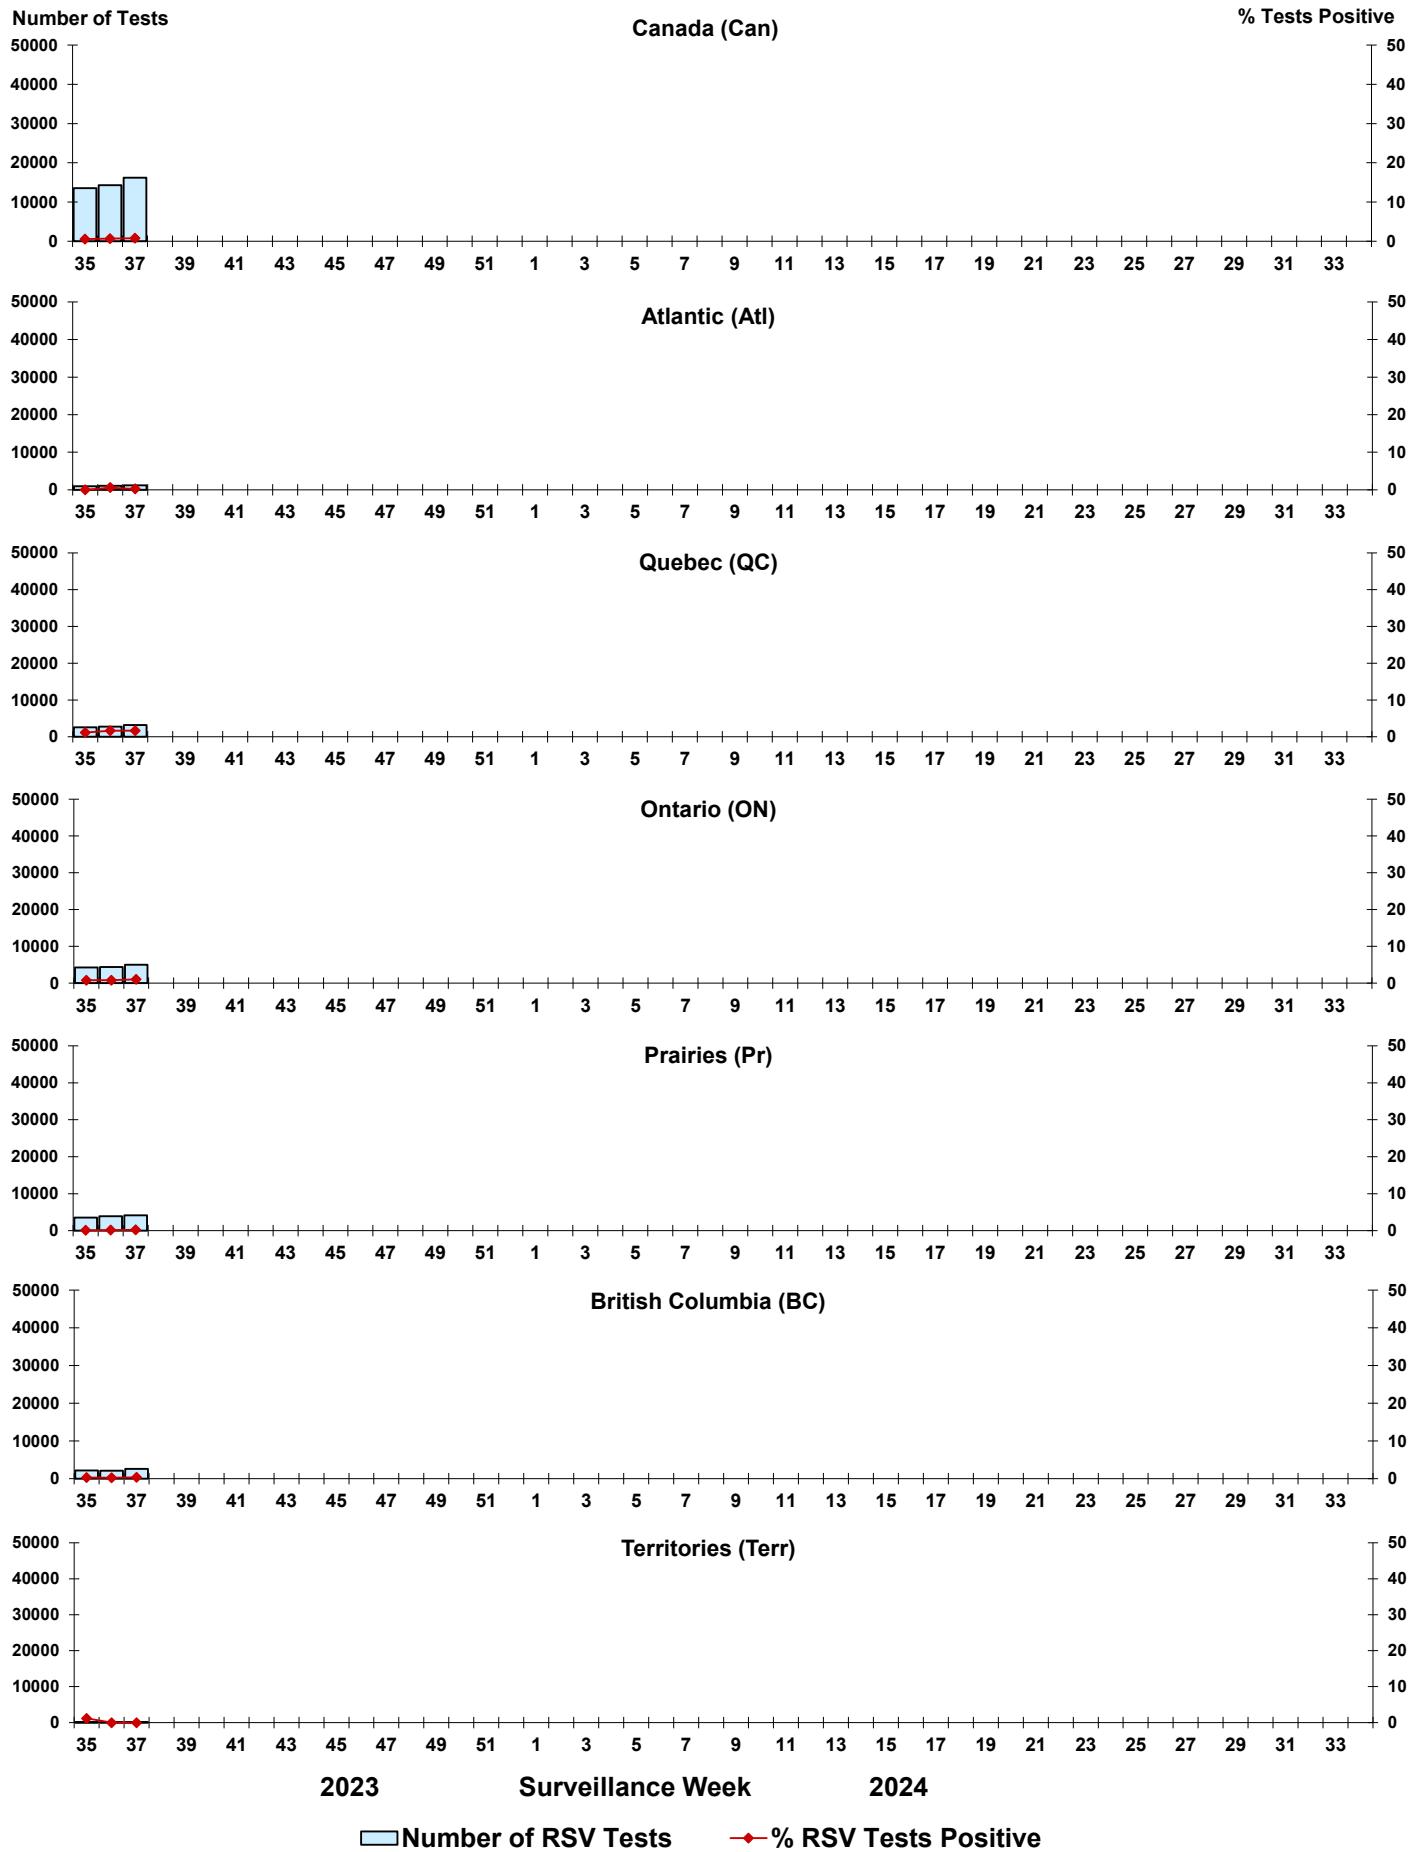 Number of Tests
Canada (Can)
% Tests Positive
50000 50
40000 40
30000 30
20000 20
10000 10
0 0
35 37 39 41 43 45 47 49 51 1 3 5 7 9 11 13 15 17 19 21 23 25 27 29 31 33
Atlantic (Atl)
50000 50
40000 40
30000 30
20000 20
10000 10
0 0
35 37 39 41 43 45 47 49 51 1 3 5 7 9 11 13 15 17 19 21 23 25 27 29 31 33
Quebec (QC)
50000 50
40000 40
30000 30
20000 20
10000 10
0 0
35 37 39 41 43 45 47 49 51 1 3 5 7 9 11 13 15 17 19 21 23 25 27 29 31 33
Ontario (ON)
50000 50
40000 40
30000 30
20000 20
10000 10
0 0
35 37 39 41 43 45 47 49 51 1 3 5 7 9 11 13 15 17 19 21 23 25 27 29 31 33
Prairies (Pr)
50000 50
40000 40
30000 30
20000 20
10000 10
0 0
35 37 39 41 43 45 47 49 51 1 3 5 7 9 11 13 15 17 19 21 23 25 27 29 31 33
British Columbia (BC)
50000 50
40000 40
30000 30
20000 20
10000 10
0 0
35 37 39 41 43 45 47 49 51 1 3 5 7 9 11 13 15 17 19 21 23 25 27 29 31 33
Territories (Terr)
50000 50
40000 40
30000 30
20000 20
10000 10
0 0
35 37 39 41 43 45 47 49 51 1 3 5 7 9 11 13 15 17 19 21 23 25 27 29 31 33
2023 Surveillance Week 2024
Number of RSV Tests % RSV Tests Positive